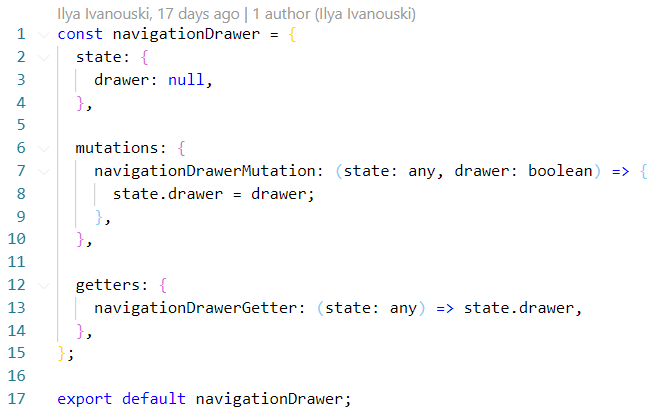 Ilya Ivanouski, 17 days ago | 1 author (Ilya Ivanouski)
1 const navigationDrawer = {
2   state: {
3     drawer: null,
4   },
5
6   mutations: {
7     navigationDrawerMutation: (state: any, drawer: boolean) => {
8       state.drawer = drawer;
9     },
10   },
11
12   getters: {
13     navigationDrawerGetter: (state: any) => state.drawer,
14   },
15 };
16
17 export default navigationDrawer;